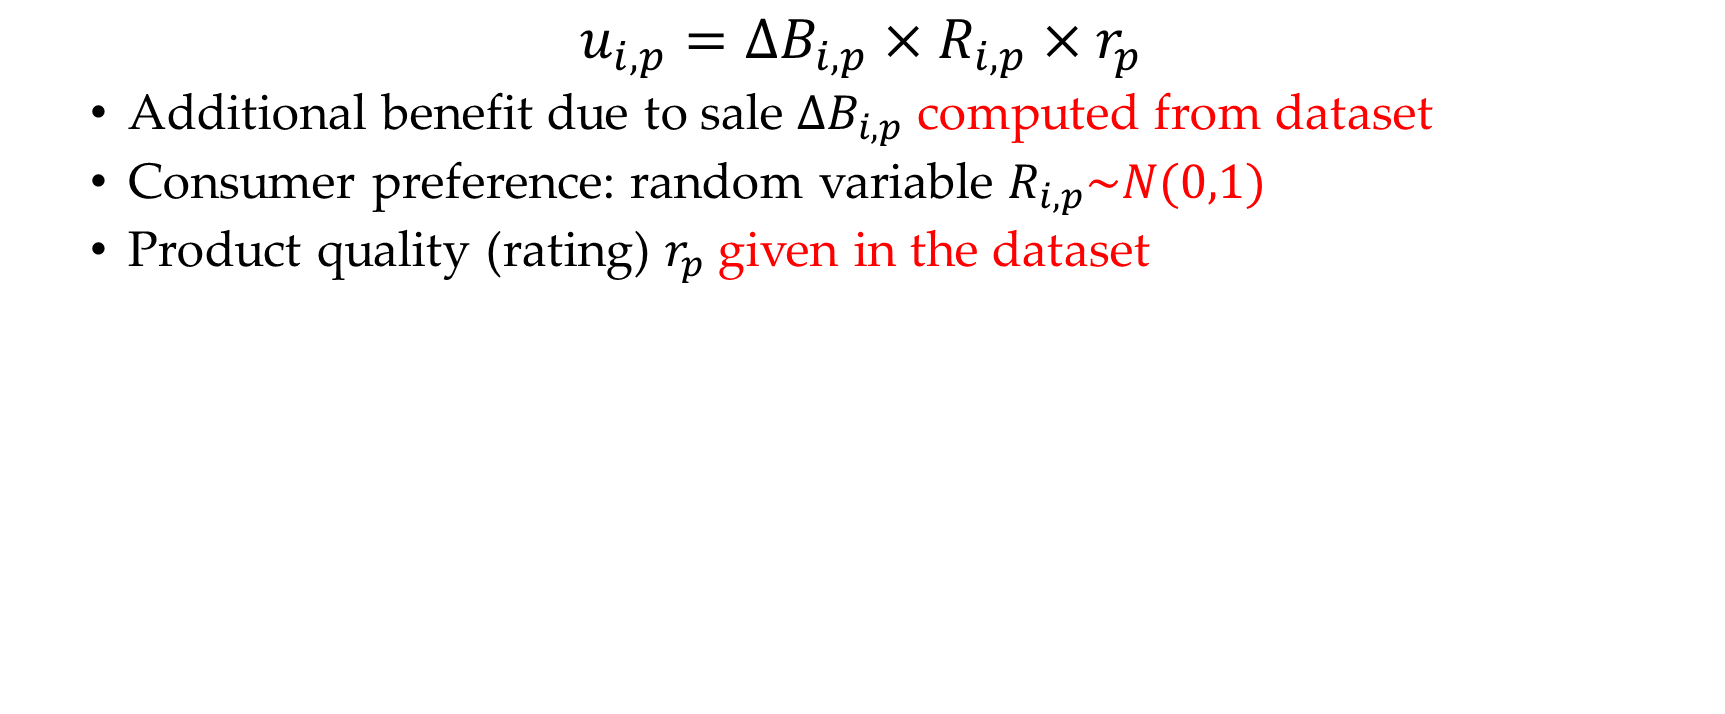 u_{i,p} = ΔB_{i,p} × R_{i,p} × r_p
• Additional benefit due to sale ΔB_{i,p} computed from dataset
• Consumer preference: random variable R_{i,p}~N(0,1)
• Product quality (rating) r_p given in the dataset